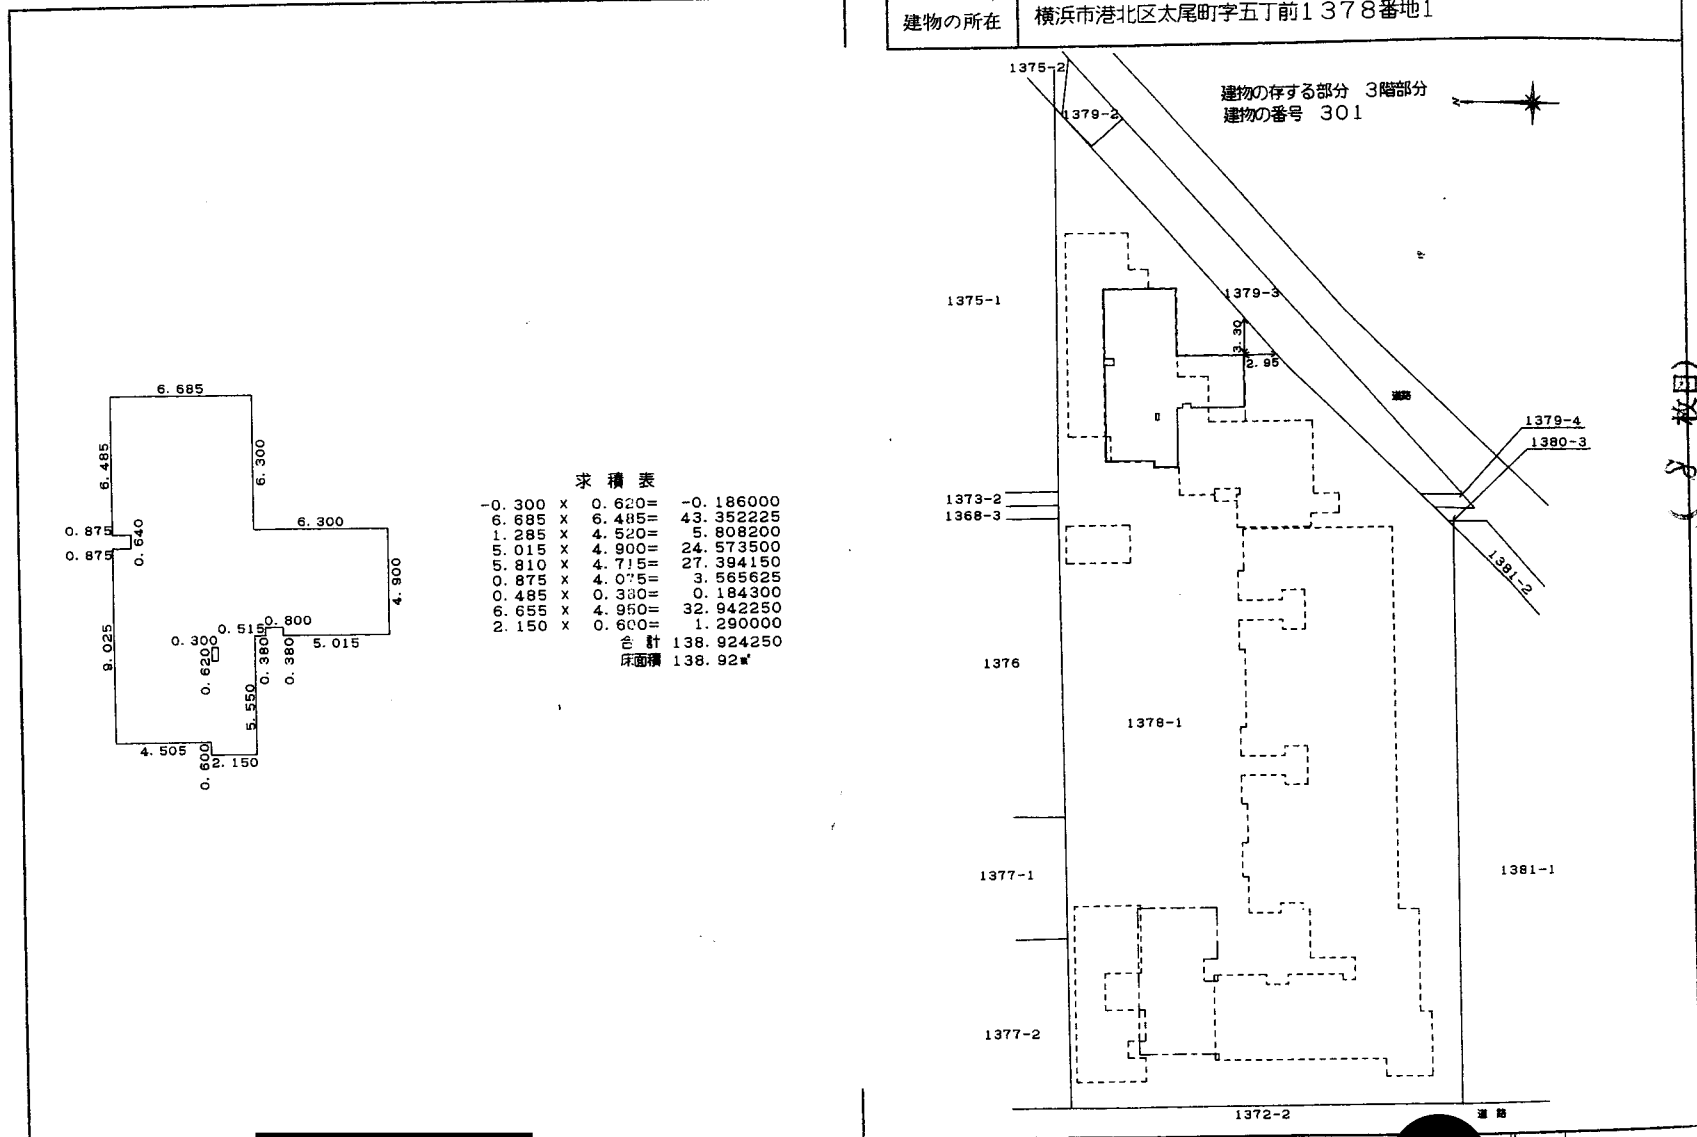 建物の所在
横浜市港北区太尾町字五丁前1378番地1
建物の存する部分 3階部分
建物の番号 301
N
1375-2
1379-2
1375-1
1379-3
3.30
2.95
道路
1379-4
1380-3
1373-2
1368-3
1381-2
1376
1378-1
1377-1
1381-1
1377-2
1372-2
道路
枚目)
6.685
6.485
6.300
6.300
0.875
0.640
0.875
4.900
9.025
0.300
0.620
0.515
0.800
0.380
0.380
5.015
5.550
4.505
0.600
2.150
求積表
-0.300 x 0.620= -0.186000
6.685 x 6.485= 43.352225
1.285 x 4.520= 5.808200
5.015 x 4.900= 24.573500
5.810 x 4.715= 27.394150
0.875 x 4.075= 3.565625
0.485 x 0.380= 0.184300
6.655 x 4.950= 32.942250
2.150 x 0.600= 1.290000
合計 138.924250
床面積 138.92㎡